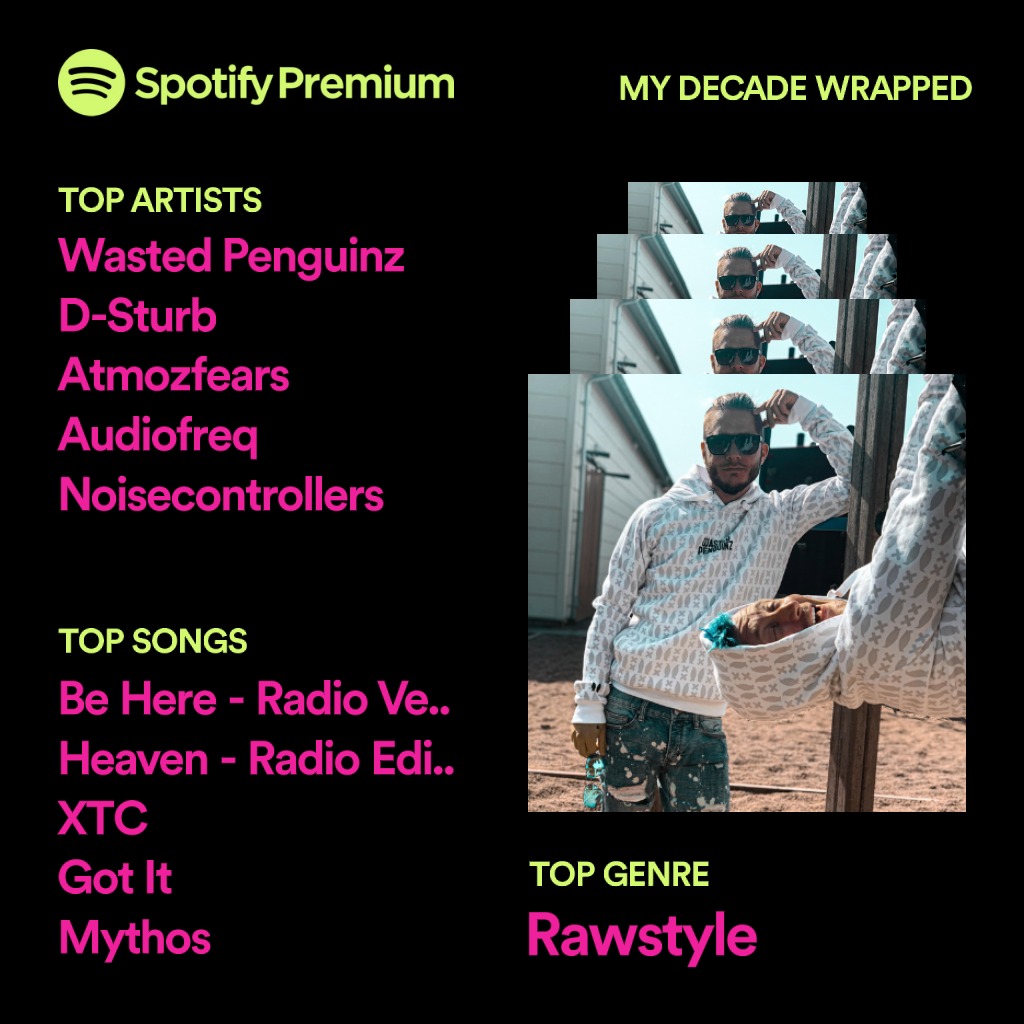 Spotify Premium
MY DECADE WRAPPED
TOP ARTISTS
Wasted Penguinz
D-Sturb
Atmozfears
Audiofreq
Noisecontrollers
TOP SONGS
Be Here - Radio Ve..
Heaven - Radio Edi..
XTC
Got It
Mythos
WASTED
PENGUINZ
TOP GENRE
Rawstyle